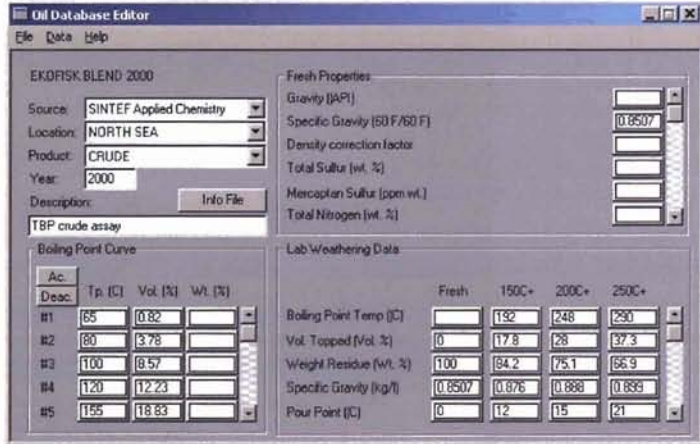 Oil Database Editor
File Data Help
EKOFISK BLEND 2000
Source: SINTEF Applied Chemistry
Location: NORTH SEA
Product: CRUDE
Year: 2000
Description: Info File
TBP crude assay
Fresh Properties
Gravity (|API)
Specific Gravity (60 F/60 F) 0.8507
Density correction factor
Total Sulfur (wt. %)
Mercaptan Sulfur (ppm wt.)
Total Nitrogen (wt. %)
Boiling Point Curve
Ac.
Deac. Tp. (C) Vol. (%) Wt. (%)
#1 65 0.82
#2 80 3.78
#3 100 8.57
#4 120 12.23
#5 155 18.83
Lab Weathering Data
Fresh 150C+ 200C+ 250C+
Boiling Point Temp (|C) 192 248 290
Vol. Topped (Vol. %) 0 17.8 28 37.3
Weight Residue (Wt. %) 100 84.2 75.1 66.9
Specific Gravity (kg/l) 0.8507 0.876 0.888 0.899
Pour Point (|C) 0 12 15 21